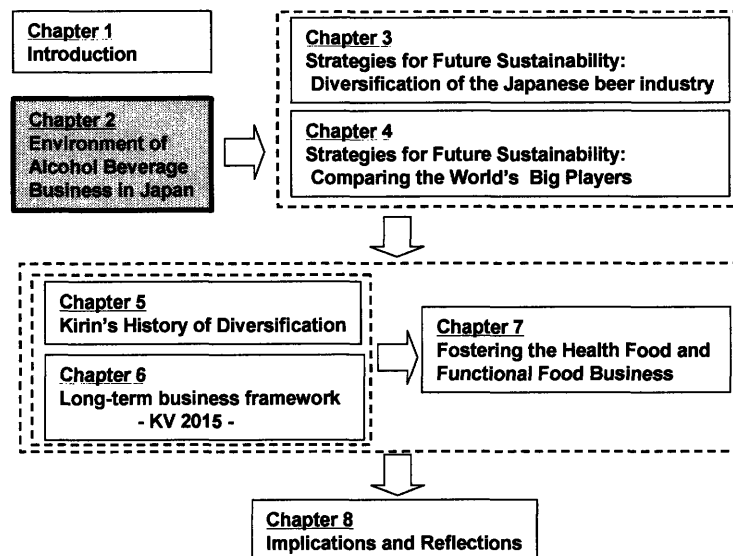 Chapter 1
Introduction
Chapter 2
Environment of
Alcohol Beverage
Business in Japan
Chapter 3
Strategies for Future Sustainability:
Diversification of the Japanese beer industry
Chapter 4
Strategies for Future Sustainability:
Comparing the World's Big Players
Chapter 5
Kirin's History of Diversification
Chapter 6
Long-term business framework
- KV 2015 -
Chapter 7
Fostering the Health Food and
Functional Food Business
Chapter 8
Implications and Reflections